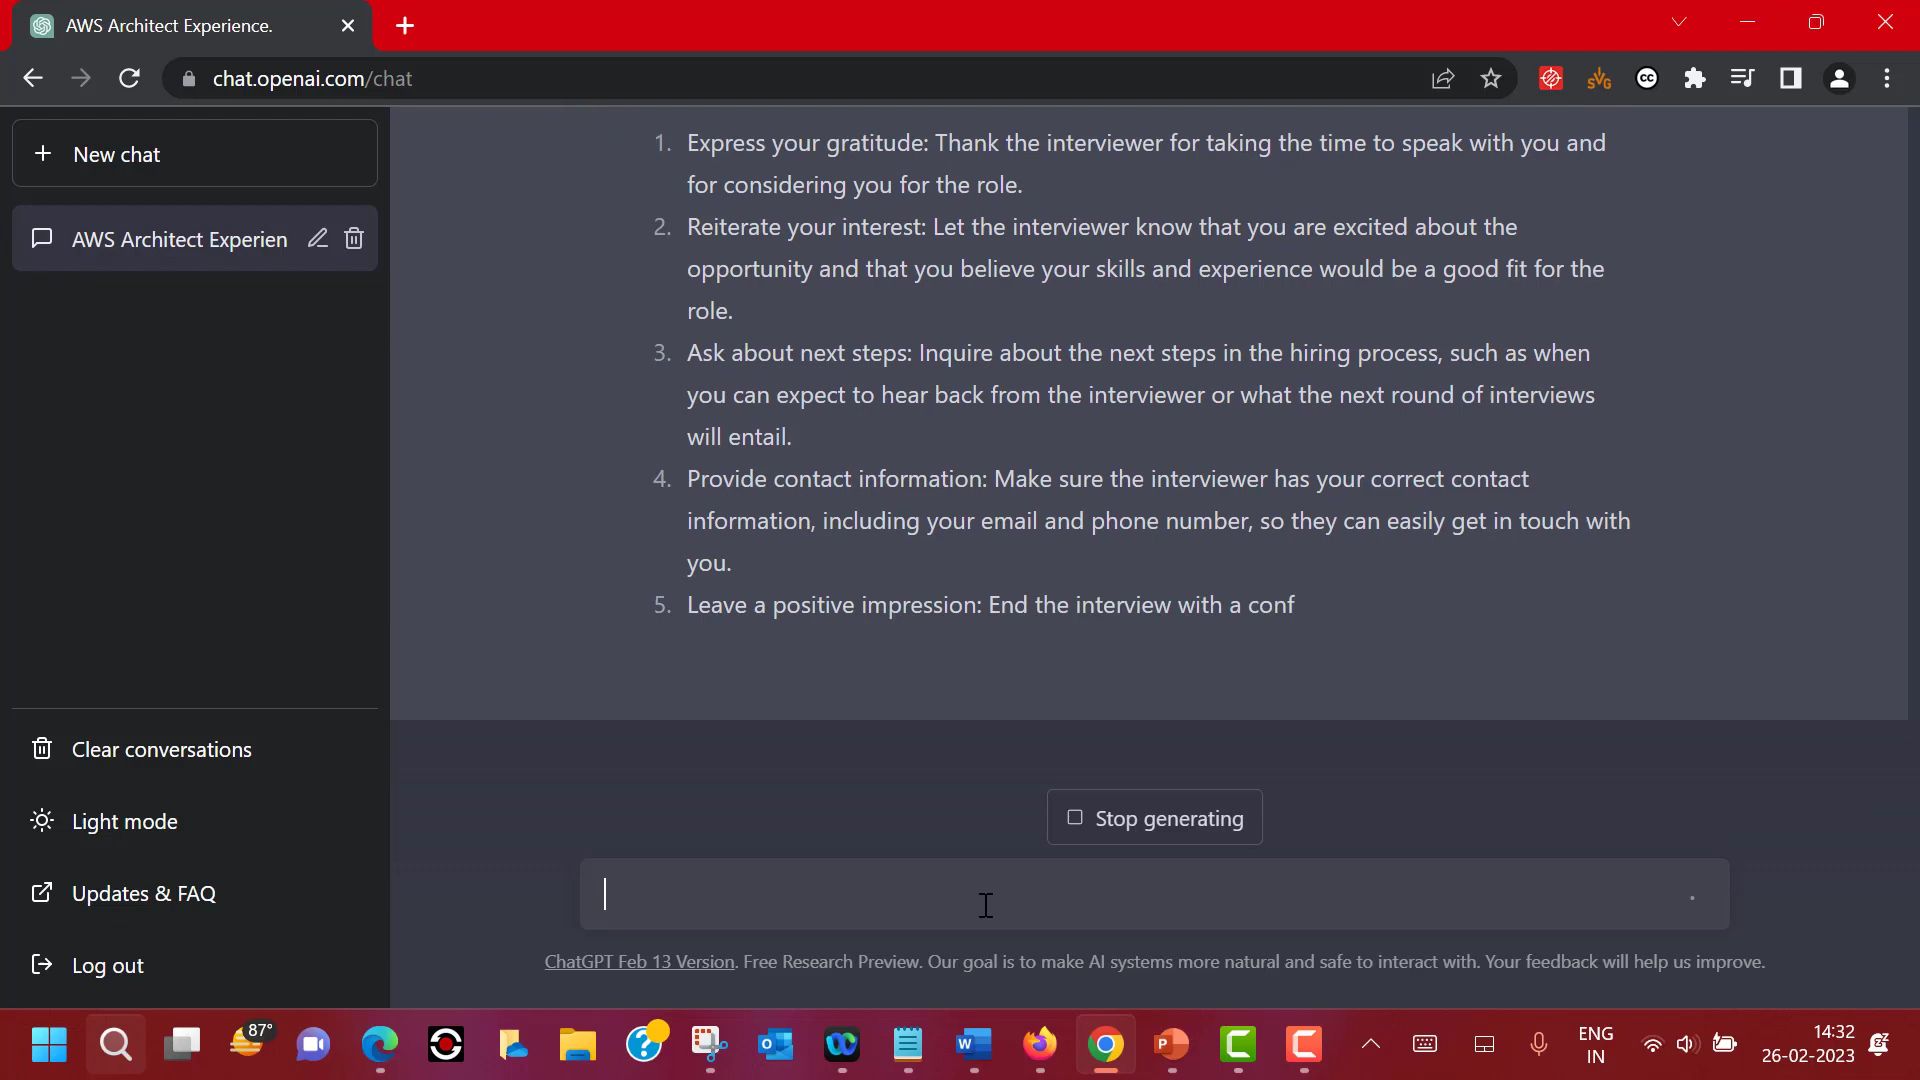 AWS Architect Experience.
chat.openai.com/chat
SVG
CC
New chat
AWS Architect Experien
Clear conversations
Light mode
Updates & FAQ
Log out
1. Express your gratitude: Thank the interviewer for taking the time to speak with you and
for considering you for the role.
2. Reiterate your interest: Let the interviewer know that you are excited about the
opportunity and that you believe your skills and experience would be a good fit for the
role.
3. Ask about next steps: Inquire about the next steps in the hiring process, such as when
you can expect to hear back from the interviewer or what the next round of interviews
will entail.
4. Provide contact information: Make sure the interviewer has your correct contact
information, including your email and phone number, so they can easily get in touch with
you.
5. Leave a positive impression: End the interview with a conf
Stop generating
ChatGPT Feb 13 Version. Free Research Preview. Our goal is to make AI systems more natural and safe to interact with. Your feedback will help us improve.
87°
ENG
IN
14:32
26-02-2023